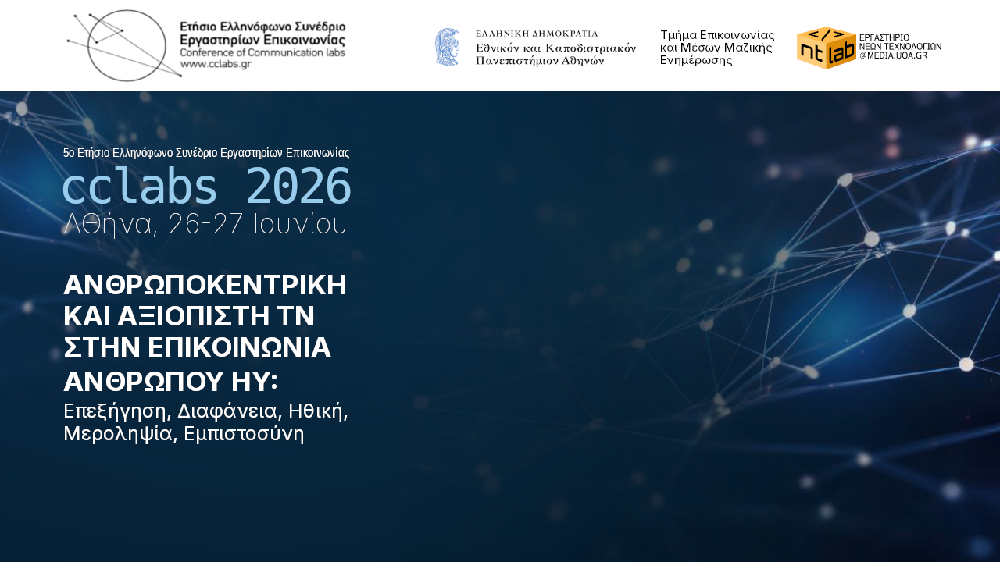 Ετήσιο Ελληνόφωνο Συνέδριο
Εργαστηρίων Επικοινωνίας
Conference of Communication labs
www.cclabs.gr
ΕΛΛΗΝΙΚΗ ΔΗΜΟΚΡΑΤΙΑ
Εθνικόν και Καποδιστριακόν
Πανεπιστήμιον Αθηνών
Τμήμα Επικοινωνίας
και Μέσων Μαζικής
Ενημέρωσης
</>
nt lab
ΕΡΓΑΣΤΗΡΙΟ
ΝΕΩΝ ΤΕΧΝΟΛΟΓΙΩΝ
@MEDIA.UOA.GR
5ο Ετήσιο Ελληνόφωνο Συνέδριο Εργαστηρίων Επικοινωνίας
cclabs 2026
Αθήνα, 26-27 Ιουνίου
ΑΝΘΡΩΠΟΚΕΝΤΡΙΚΗ
ΚΑΙ ΑΞΙΟΠΙΣΤΗ ΤΝ
ΣΤΗΝ ΕΠΙΚΟΙΝΩΝΙΑ
ΑΝΘΡΩΠΟΥ ΗΥ:
Επεξήγηση, Διαφάνεια, Ηθική,
Μεροληψία, Εμπιστοσύνη